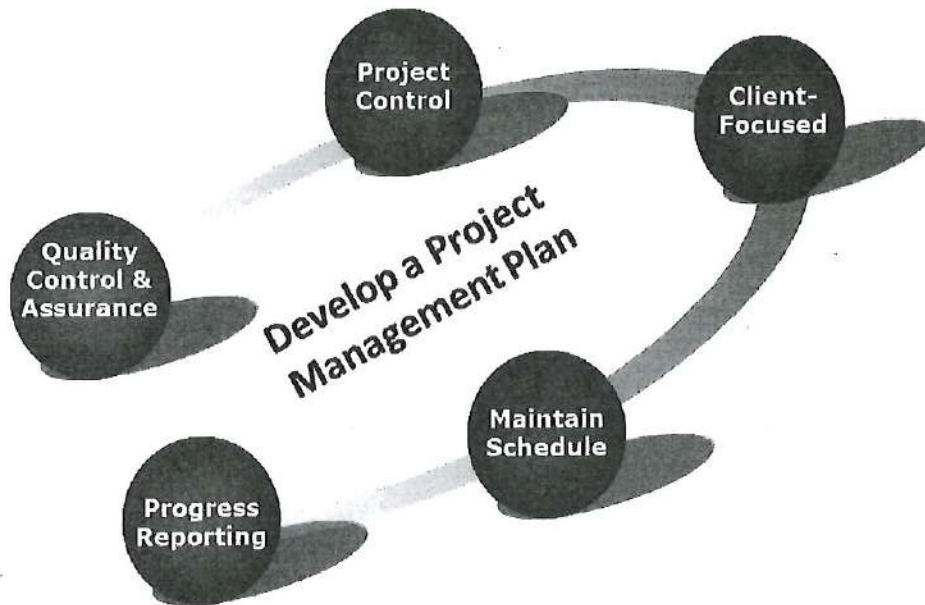 Project
Control
Client-
Focused
Quality
Control &
Assurance
Develop a Project
Management Plan
Maintain
Schedule
Progress
Reporting